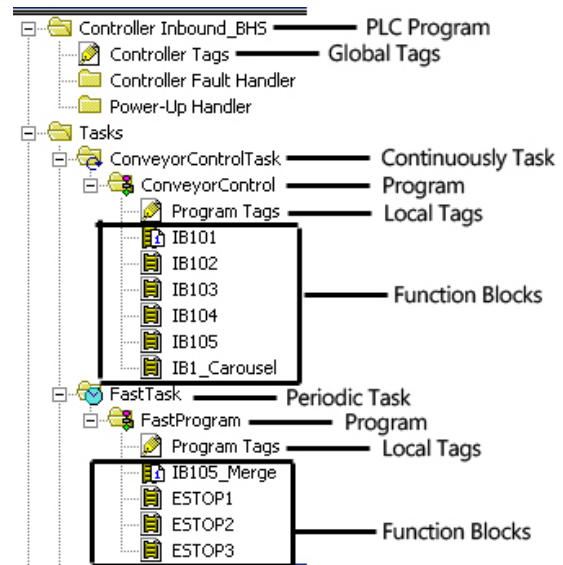 Controller Inbound_BHS PLC Program
Controller Tags Global Tags
Controller Fault Handler
Power-Up Handler
Tasks
ConveyorControlTask Continuously Task
ConveyorControl Program
Program Tags Local Tags
IB101
IB102
IB103
IB104 Function Blocks
IB105
IB1_Carousel
FastTask Periodic Task
FastProgram Program
Program Tags Local Tags
IB105_Merge
ESTOP1
ESTOP2 Function Blocks
ESTOP3